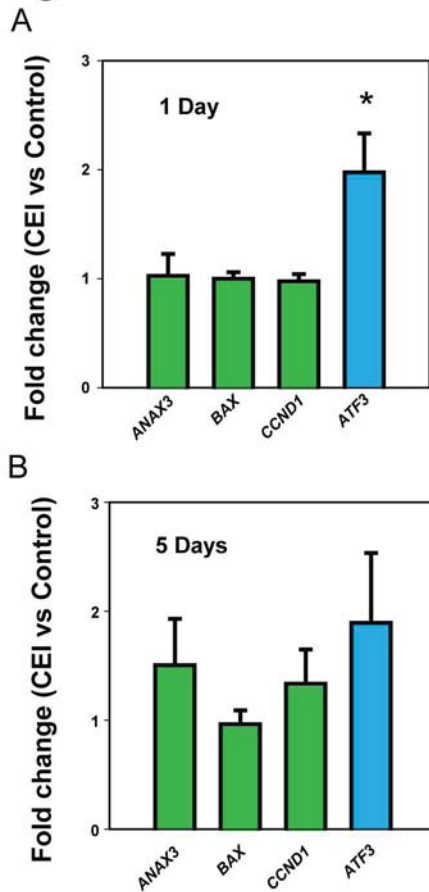 A
Fold change (CEI vs Control)
3
2
1
0
1 Day
*
ANAX3
BAX
CCND1
ATF3
B
Fold change (CEI vs Control)
3
2
1
0
5 Days
ANAX3
BAX
CCND1
ATF3